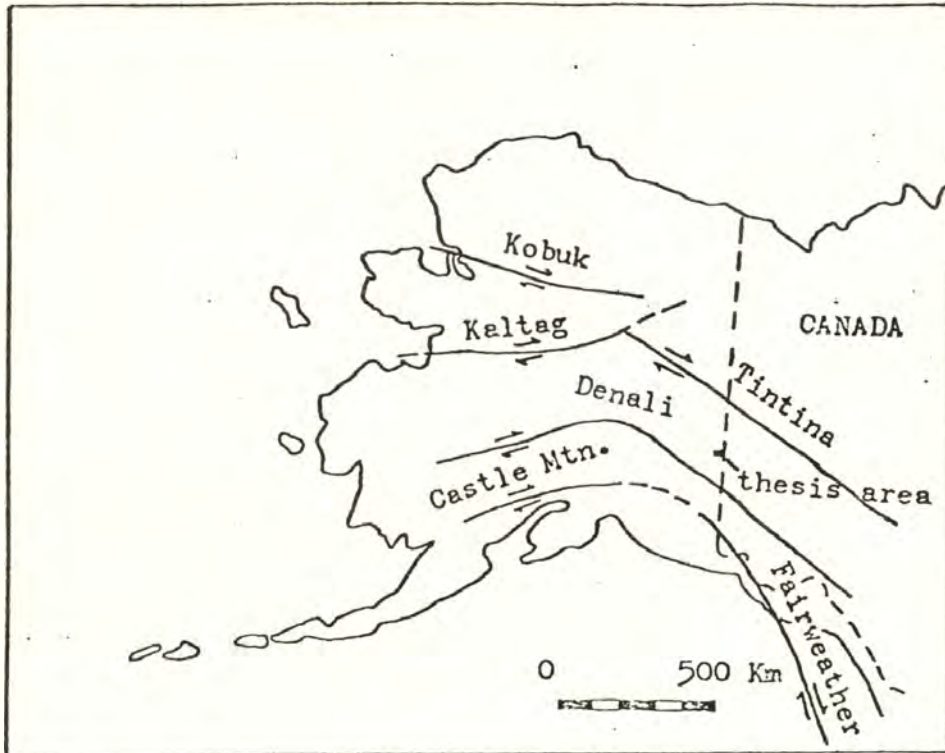 Kobuk
Kaltag
CANADA
Tintina
Denali
Castle Mtn.
thesis area
Fairweather
0 500 Km